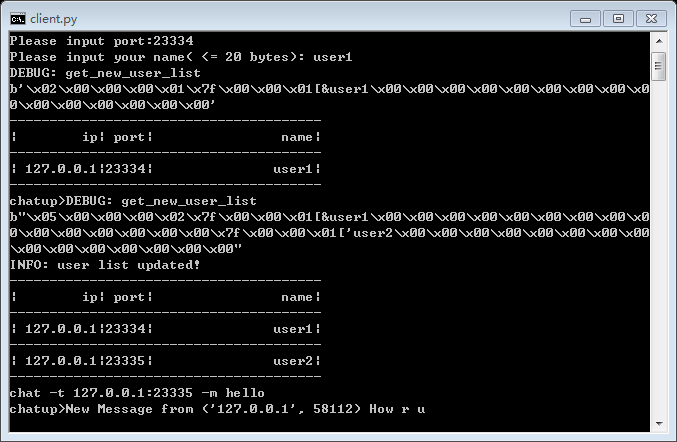 client.py
Please input port:23334
Please input your name( <= 20 bytes): user1
DEBUG: get_new_user_list
b'\x02\x00\x00\x00\x01\x7f\x00\x00\x01[&user1\x00\x00\x00\x00\x00\x00\x00\x00\x0
0\x00\x00\x00\x00\x00\x00'
---------------------------------------
|        ip| port|                name|
---------------------------------------
| 127.0.0.1|23334|               user1|
---------------------------------------
chatup>DEBUG: get_new_user_list
b"\x05\x00\x00\x00\x02\x7f\x00\x00\x01[&user1\x00\x00\x00\x00\x00\x00\x00\x00\x0
0\x00\x00\x00\x00\x00\x00\x7f\x00\x00\x01['user2\x00\x00\x00\x00\x00\x00\x00\x00
\x00\x00\x00\x00\x00\x00\x00"
INFO: user list updated!
---------------------------------------
|        ip| port|                name|
---------------------------------------
| 127.0.0.1|23334|               user1|
---------------------------------------
| 127.0.0.1|23335|               user2|
---------------------------------------
chat -t 127.0.0.1:23335 -m hello
chatup>New Message from ('127.0.0.1', 58112) How r u